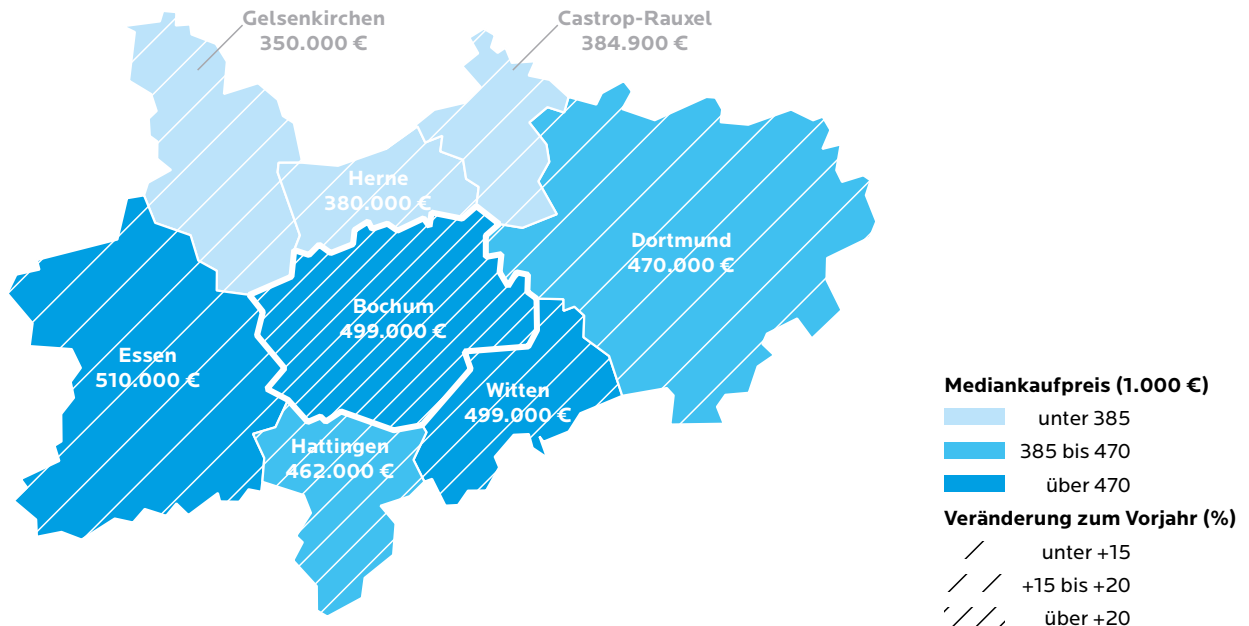 Gelsenkirchen
350.000 €
Castrop-Rauxel
384.900 €
Herne
380.000 €
Dortmund
470.000 €
Bochum
499.000 €
Essen
510.000 €
Witten
499.000 €
Hattingen
462.000 €
Mediankaufpreis (1.000 €)
unter 385
385 bis 470
über 470
Veränderung zum Vorjahr (%)
unter +15
+15 bis +20
über +20